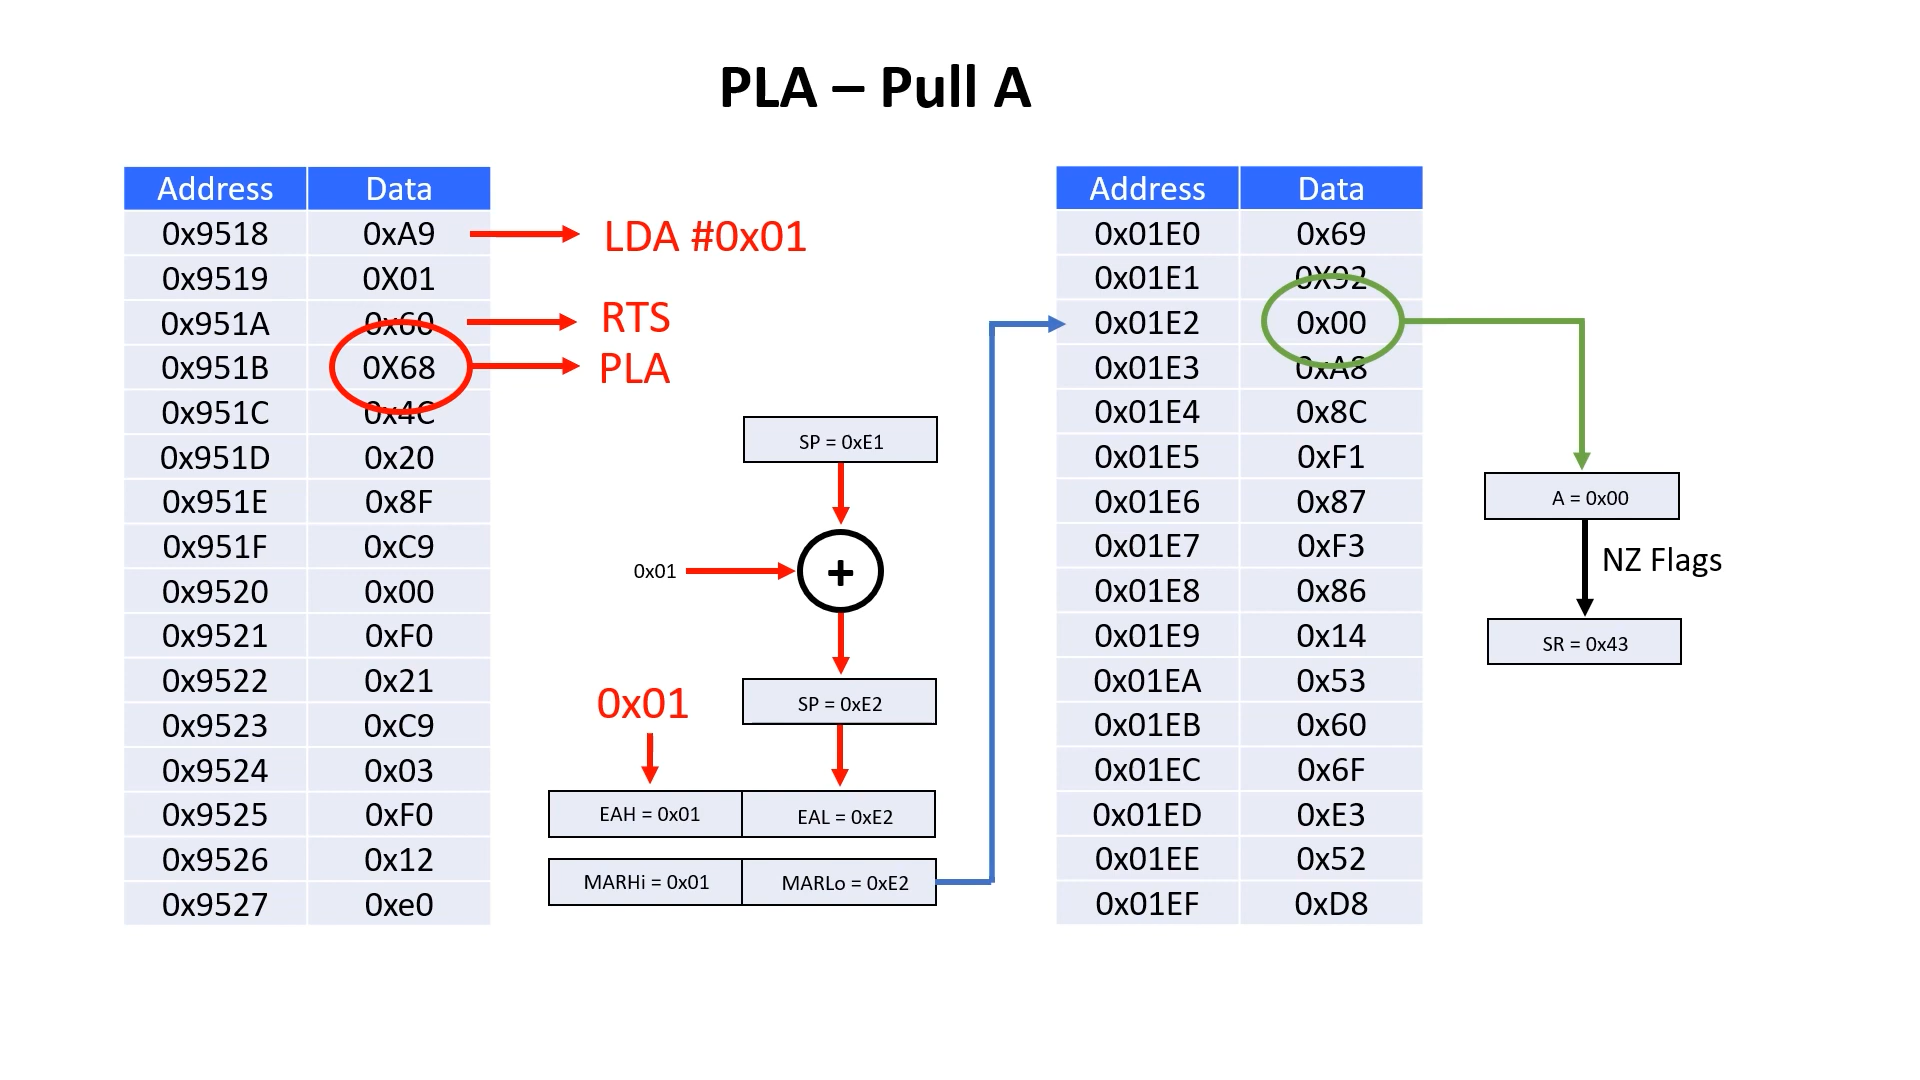 PLA – Pull A
Address Data
0x9518 0xA9
0x9519 0X01
0x951A 0x60
0x951B 0X68
0x951C 0x4C
0x951D 0x20
0x951E 0x8F
0x951F 0xC9
0x9520 0x00
0x9521 0xF0
0x9522 0x21
0x9523 0xC9
0x9524 0x03
0x9525 0xF0
0x9526 0x12
0x9527 0xe0
LDA #0x01
RTS
PLA
SP = 0xE1
0x01
+
SP = 0xE2
0x01
EAH = 0x01 EAL = 0xE2
MARHi = 0x01 MARLo = 0xE2
Address Data
0x01E0 0x69
0x01E1 0X92
0x01E2 0x00
0x01E3 0xA8
0x01E4 0x8C
0x01E5 0xF1
0x01E6 0x87
0x01E7 0xF3
0x01E8 0x86
0x01E9 0x14
0x01EA 0x53
0x01EB 0x60
0x01EC 0x6F
0x01ED 0xE3
0x01EE 0x52
0x01EF 0xD8
A = 0x00
NZ Flags
SR = 0x43